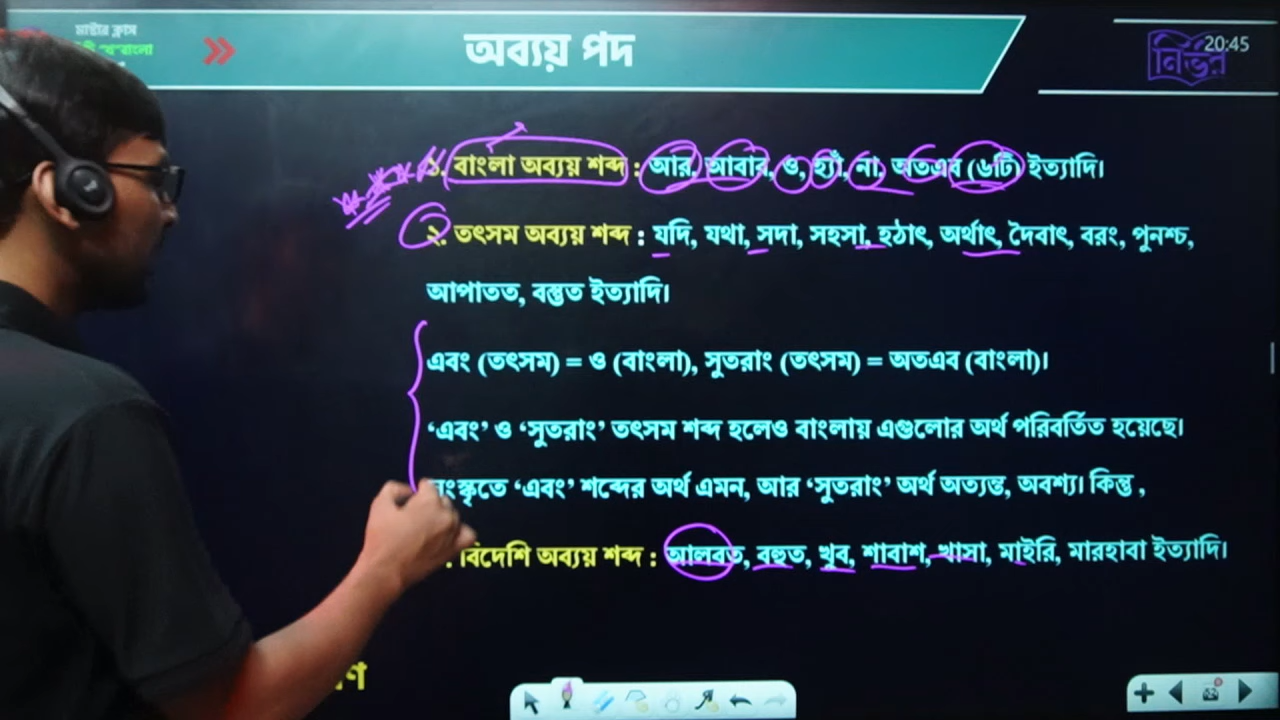 মাস্টার ক্লাস
বাংলা
অব্যয় পদ
নির্ভর
20:45
১. বাংলা অব্যয় শব্দ : আর, আবার, ও, হ্যাঁ, না, অতএব (৬টি) ইত্যাদি।
২. তৎসম অব্যয় শব্দ : যদি, যথা, সদা, সহসা, হঠাৎ, অর্থাৎ, দৈবাৎ, বরং, পুনশ্চ,
আপাতত, বস্তুত ইত্যাদি।
এবং (তৎসম) = ও (বাংলা), সুতরাং (তৎসম) = অতএব (বাংলা)।
‘এবং’ ও ‘সুতরাং’ তৎসম শব্দ হলেও বাংলায় এগুলোর অর্থ পরিবর্তিত হয়েছে।
‘এবং’ শব্দের অর্থ এমন, আর ‘সুতরাং’ অর্থ অত্যন্ত, অবশ্য। কিন্তু ,
বিদেশি অব্যয় শব্দ : আলবত, বহুত, খুব, শাবাশ, খাসা, মাইরি, মারহাবা ইত্যাদি।